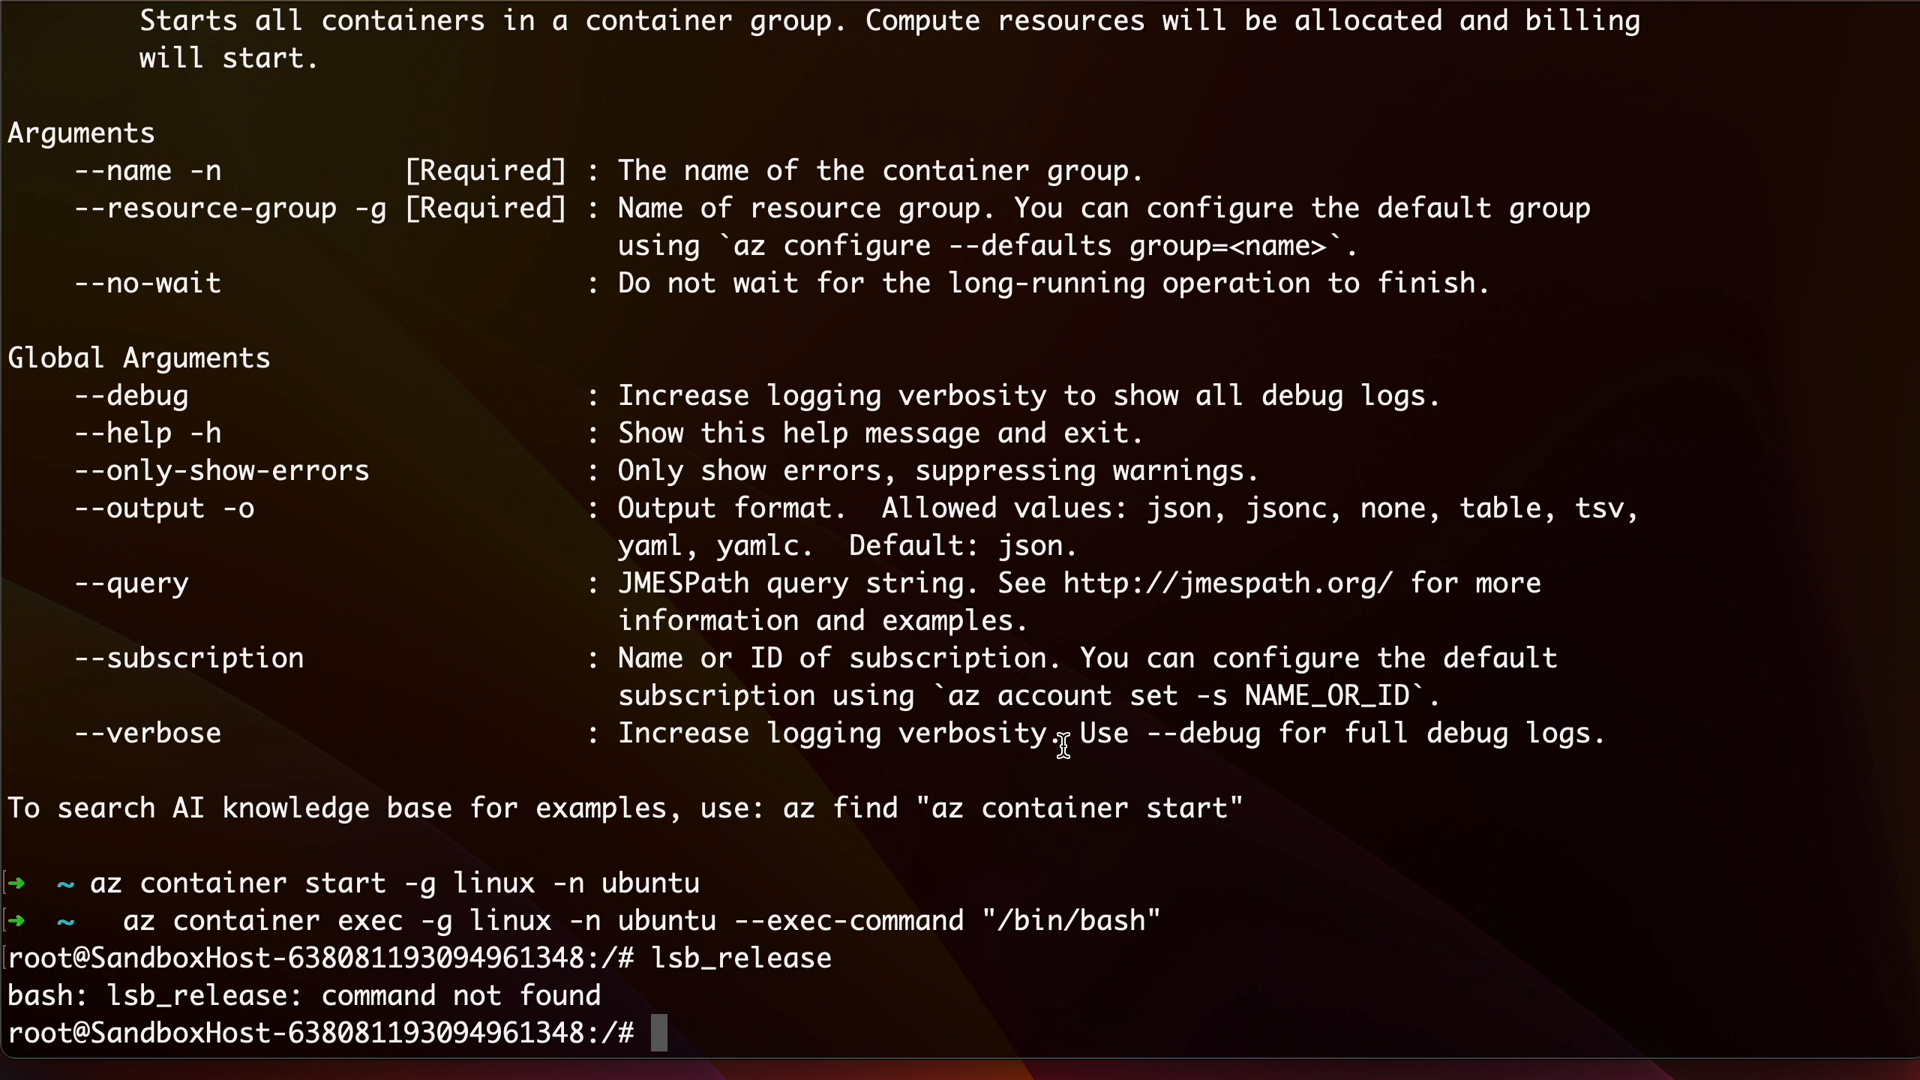 Starts all containers in a container group. Compute resources will be allocated and billing
will start.
Arguments
--name -n [Required] : The name of the container group.
--resource-group -g [Required] : Name of resource group. You can configure the default group
using `az configure --defaults group=<name>`.
--no-wait : Do not wait for the long-running operation to finish.
Global Arguments
--debug : Increase logging verbosity to show all debug logs.
--help -h : Show this help message and exit.
--only-show-errors : Only show errors, suppressing warnings.
--output -o : Output format.  Allowed values: json, jsonc, none, table, tsv,
yaml, yamlc.  Default: json.
--query : JMESPath query string. See http://jmespath.org/ for more
information and examples.
--subscription : Name or ID of subscription. You can configure the default
subscription using `az account set -s NAME_OR_ID`.
--verbose : Increase logging verbosity. Use --debug for full debug logs.
To search AI knowledge base for examples, use: az find "az container start"
➜  ~ az container start -g linux -n ubuntu
➜  ~   az container exec -g linux -n ubuntu --exec-command "/bin/bash"
root@SandboxHost-638081193094961348:/# lsb_release
bash: lsb_release: command not found
root@SandboxHost-638081193094961348:/#